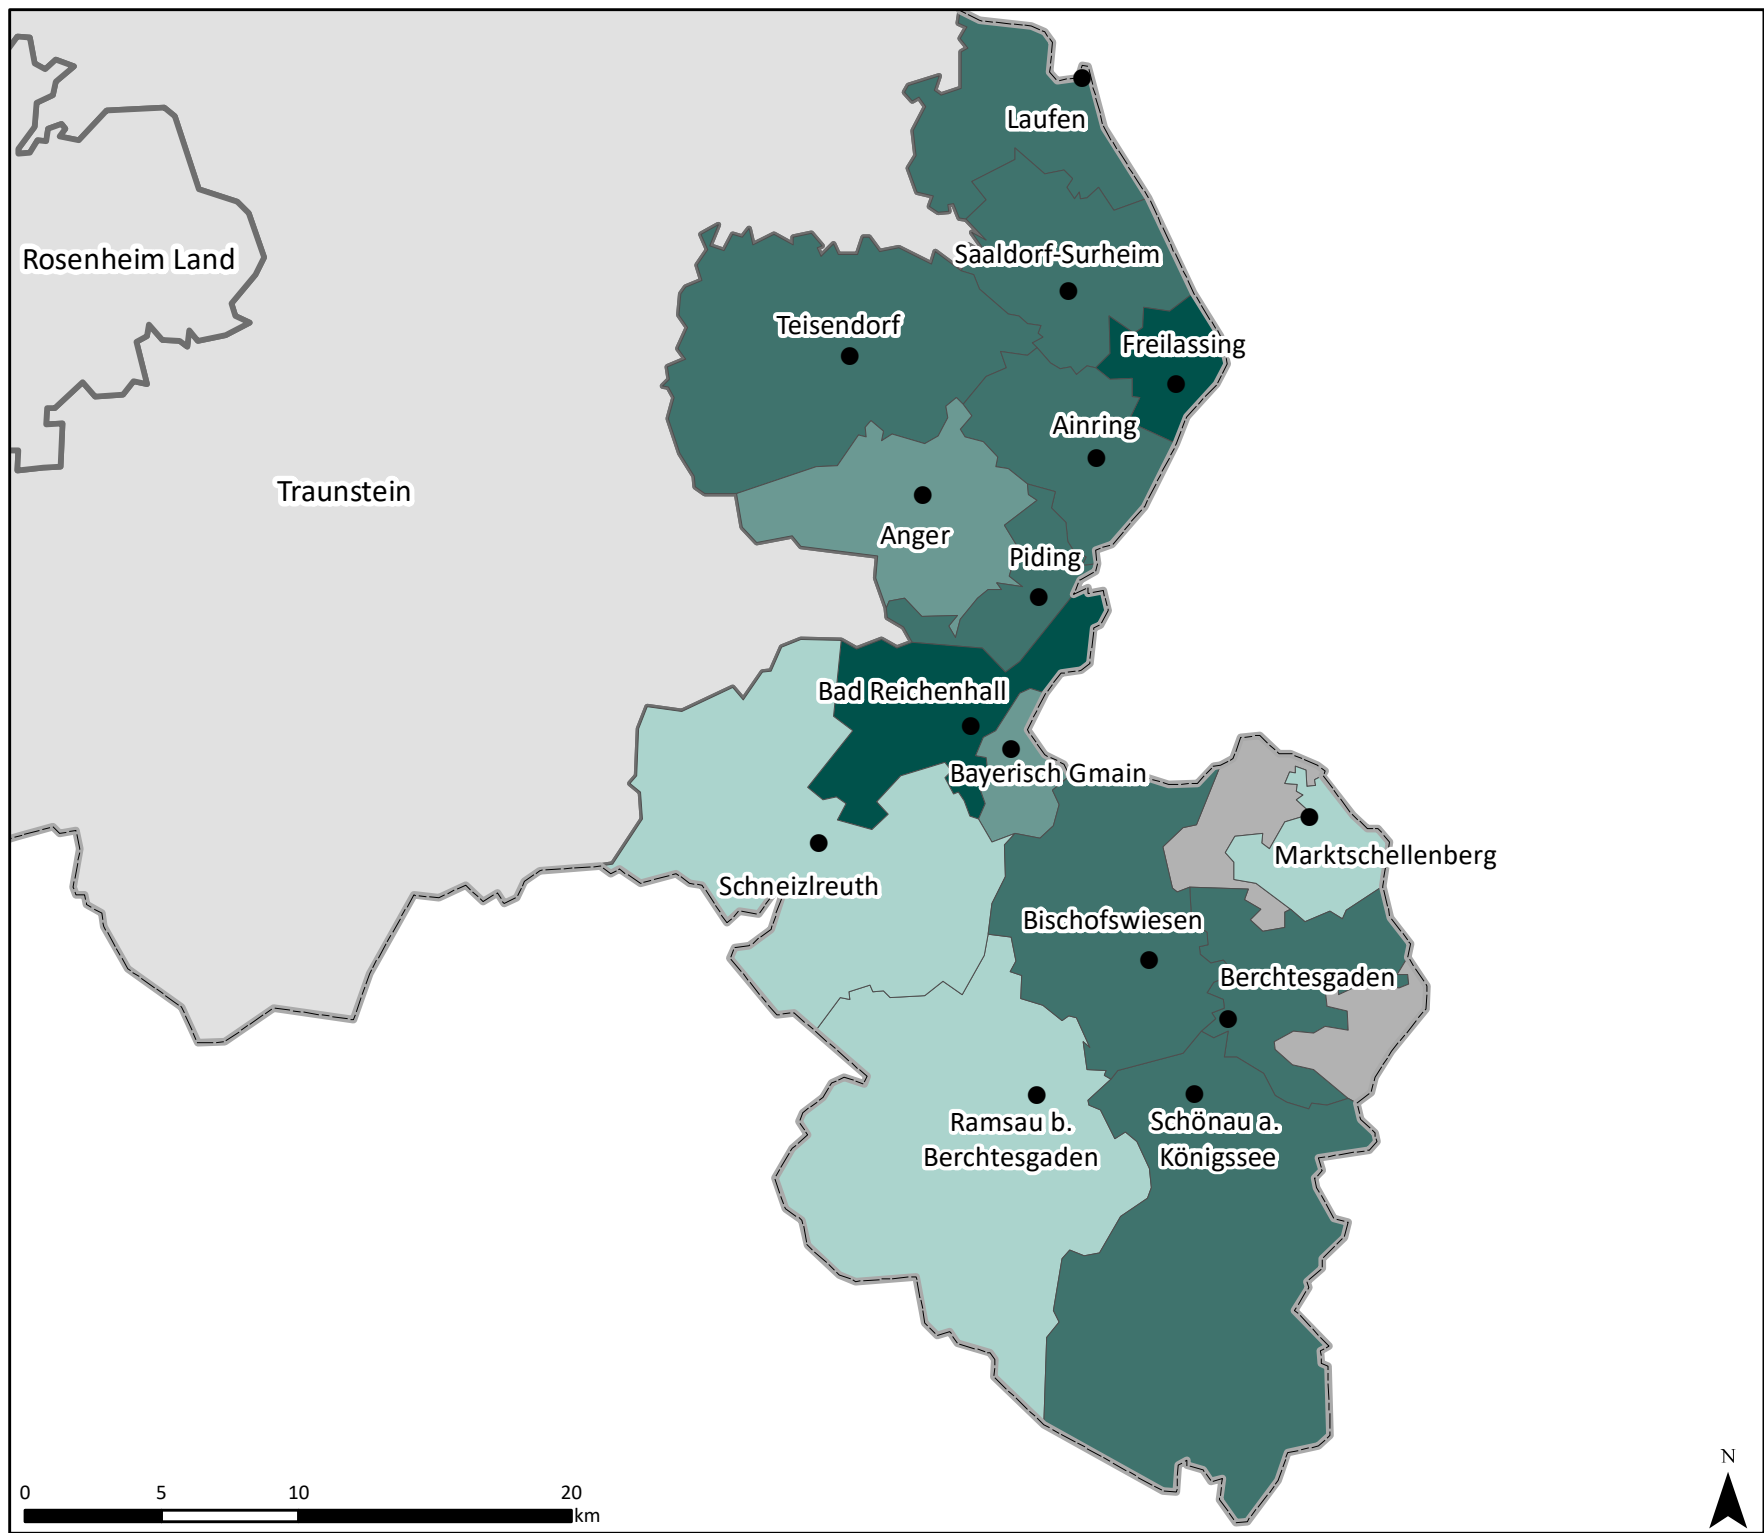 Laufen
Rosenheim Land
Saaldorf-Surheim
Teisendorf
Freilassing
Ainring
Traunstein
Anger
Piding
Bad Reichenhall
Bayerisch Gmain
Marktschellenberg
Schneizlreuth
Bischofswiesen
Berchtesgaden
Ramsau b.
Berchtesgaden
Schönau a.
Königssee
N
0 5 10 20
km